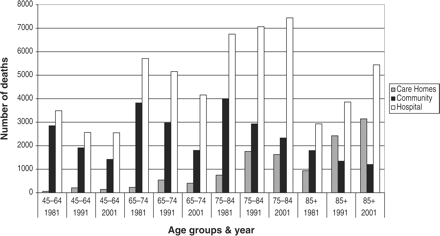 8000
7000
6000
5000
4000
3000
2000
1000
0
Number of deaths
Care Homes
Community
Hospital
45–64 45–64 45–64 65–74 65–74 65–74 75–84 75–84 75–84 85+ 85+ 85+
1981 1991 2001 1981 1991 2001 1981 1991 2001 1981 1991 2001
Age groups & year